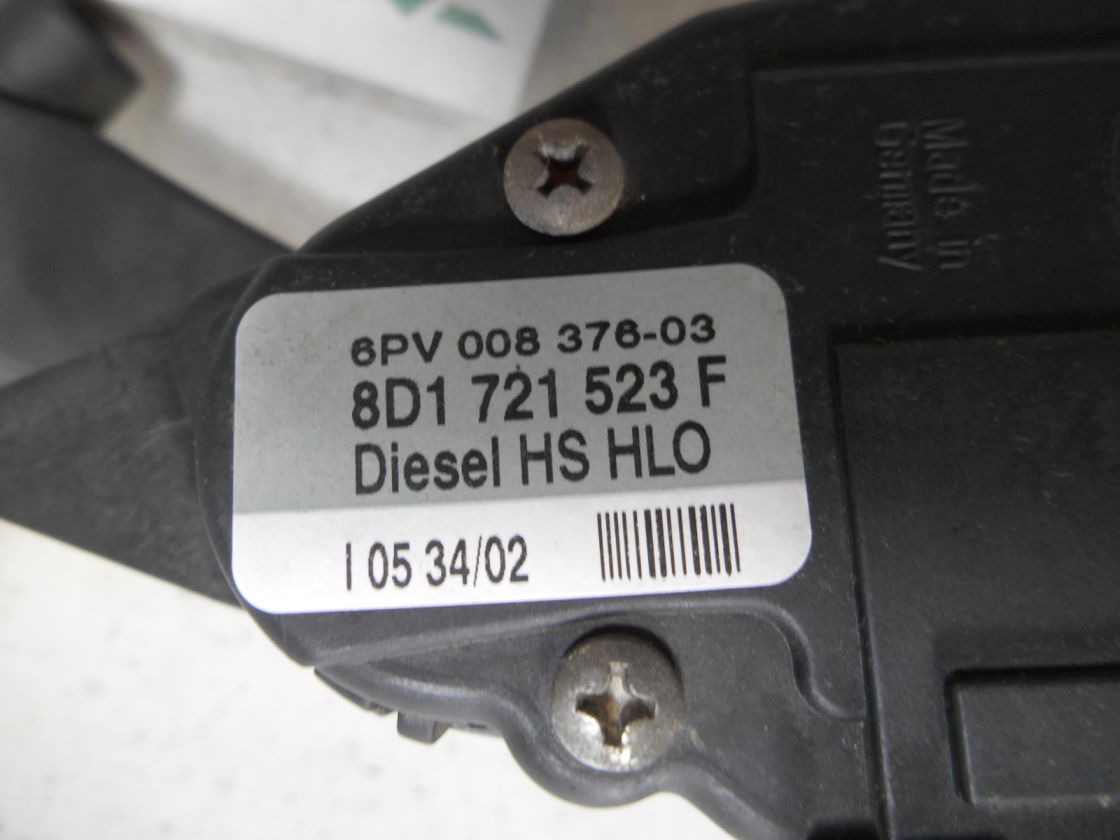 Made in
Germany
6PV 008 376-03
8D1 721 523 F
Diesel HS HLO
I 05 34/02